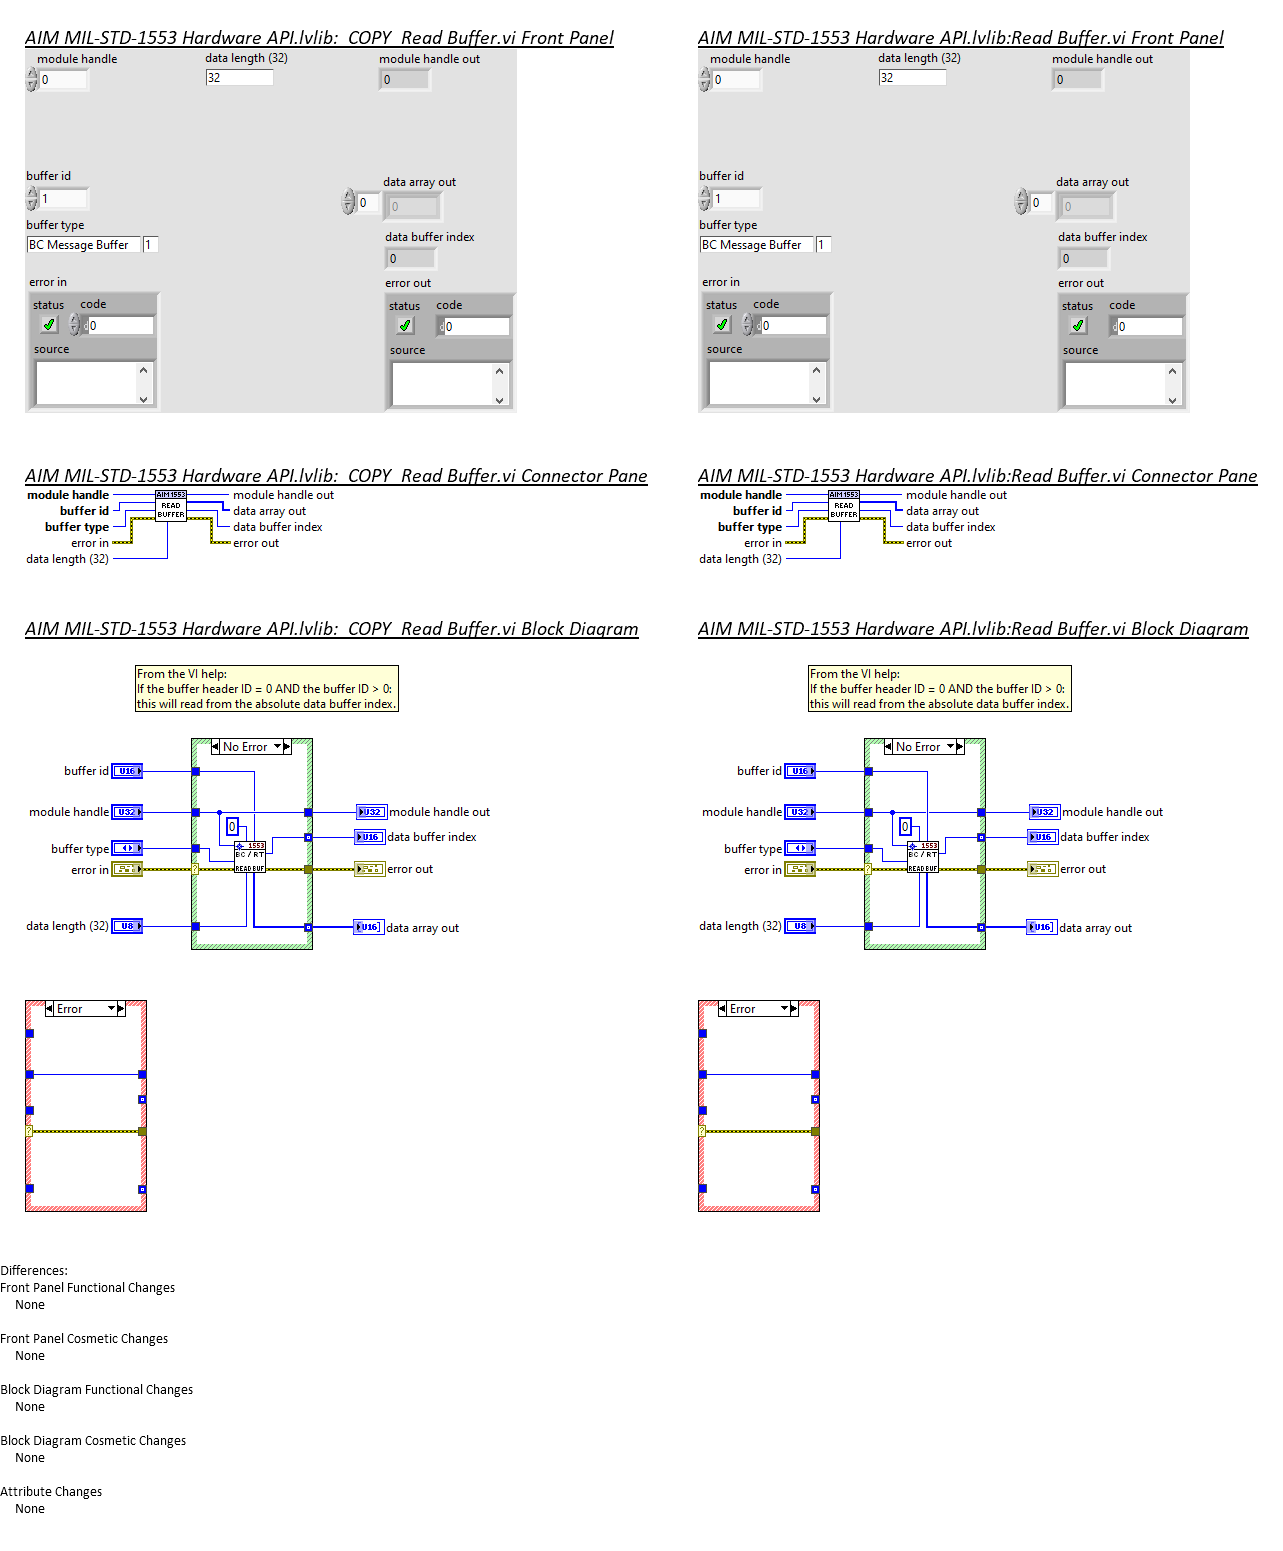 AIM MIL-STD-1553 Hardware API.lvlib:_COPY_Read Buffer.vi Front Panel
module handle
data length (32)
module handle out
0
32
0
buffer id
1
data array out
0
0
buffer type
BC Message Buffer
1
data buffer index
0
error in
error out
status
code
d0
status
code
d0
source
source
AIM MIL-STD-1553 Hardware API.lvlib:Read Buffer.vi Front Panel
module handle
data length (32)
module handle out
0
32
0
buffer id
1
data array out
0
0
buffer type
BC Message Buffer
1
data buffer index
0
error in
error out
status
code
d0
status
code
d0
source
source
AIM MIL-STD-1553 Hardware API.lvlib:_COPY_Read Buffer.vi Connector Pane
module handle
buffer id
buffer type
error in
data length (32)
AIM1553
READ
BUFFER
module handle out
data array out
data buffer index
error out
AIM MIL-STD-1553 Hardware API.lvlib:Read Buffer.vi Connector Pane
module handle
buffer id
buffer type
error in
data length (32)
AIM1553
READ
BUFFER
module handle out
data array out
data buffer index
error out
AIM MIL-STD-1553 Hardware API.lvlib:_COPY_Read Buffer.vi Block Diagram
From the VI help:
If the buffer header ID = 0 AND the buffer ID > 0:
this will read from the absolute data buffer index.
No Error
buffer id
U16
module handle
U32
buffer type
error in
data length (32)
U8
0
1553
BC / RT
READ BUF
?
U32
module handle out
U16
data buffer index
error out
U16]
data array out
AIM MIL-STD-1553 Hardware API.lvlib:Read Buffer.vi Block Diagram
From the VI help:
If the buffer header ID = 0 AND the buffer ID > 0:
this will read from the absolute data buffer index.
No Error
buffer id
U16
module handle
U32
buffer type
error in
data length (32)
U8
0
1553
BC / RT
READ BUF
?
U32
module handle out
U16
data buffer index
error out
U16]
data array out
Error
?
Error
?
Differences:
Front Panel Functional Changes
None
Front Panel Cosmetic Changes
None
Block Diagram Functional Changes
None
Block Diagram Cosmetic Changes
None
Attribute Changes
None